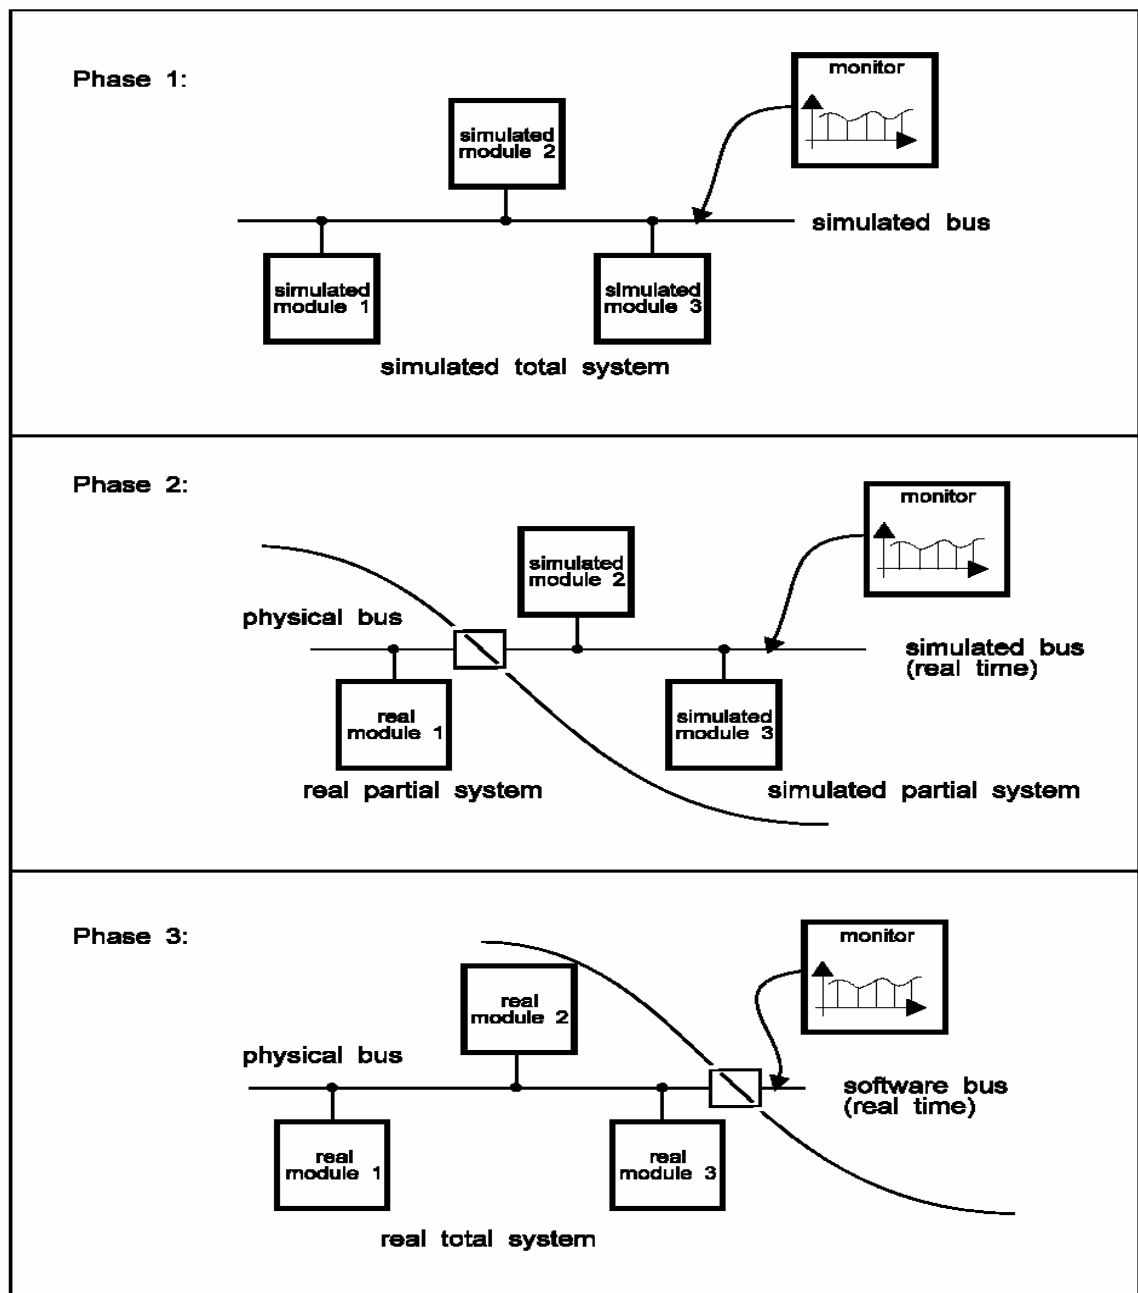 Phase 1:
monitor
simulated
module 2
simulated bus
simulated
module 1
simulated
module 3
simulated total system
Phase 2:
monitor
simulated
module 2
physical bus
simulated bus
(real time)
real
module 1
simulated
module 3
real partial system
simulated partial system
Phase 3:
monitor
real
module 2
physical bus
software bus
(real time)
real
module 1
real
module 3
real total system